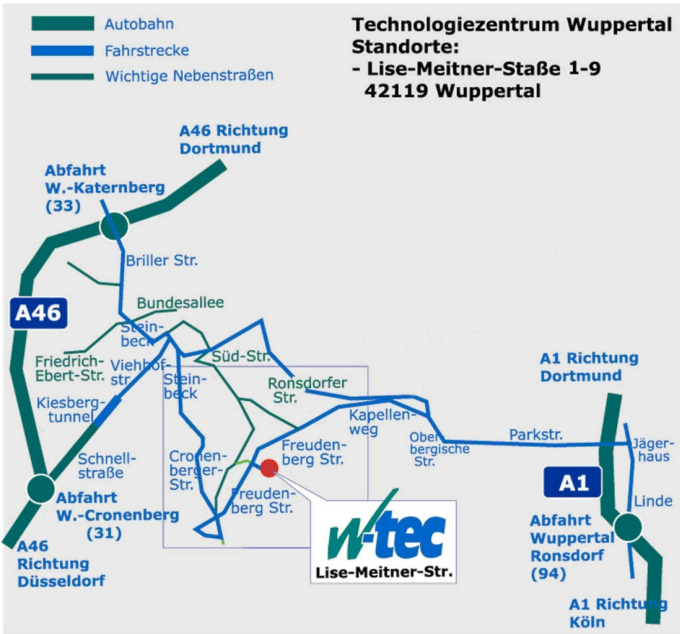 Autobahn
Fahrstrecke
Wichtige Nebenstraßen
Technologiezentrum Wuppertal
Standorte:
- Lise-Meitner-Staße 1-9
42119 Wuppertal
A46 Richtung
Dortmund
Abfahrt
W.-Katernberg
(33)
Briller Str.
Bundesallee
A46
Stein-
beck
Friedrich-
Ebert-Str.
Viehhof-
str.
Süd-Str.
Stein-
beck
Ronsdorfer
Str.
A1 Richtung
Dortmund
Kiesberg-
tunnel
Kapellen-
weg
Ober
bergische
Str.
Parkstr.
Jäger-
haus
Schnell-
straße
Cronen-
berger-
Str.
Freuden-
berg Str.
Freuden-
berg Str.
A1
Linde
Abfahrt
W.-Cronenberg
(31)
w-tec
Lise-Meitner-Str.
Abfahrt
Wuppertal
Ronsdorf
(94)
A46
Richtung
Düsseldorf
A1 Richtung
Köln